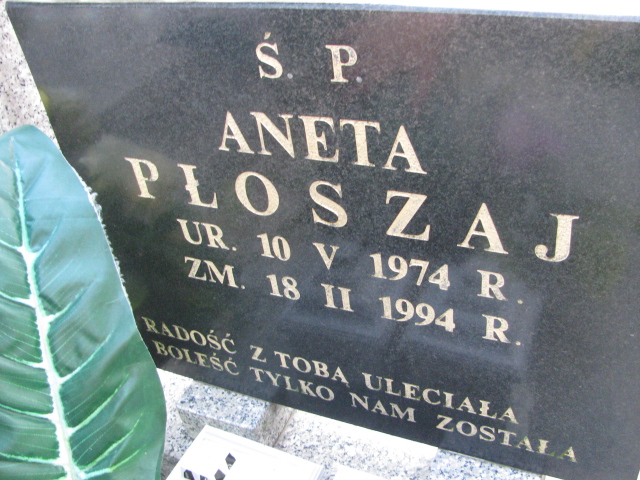 Ś. P.
ANETA
PŁOSZAJ
UR. 10 V 1974 R.
ZM. 18 II 1994 R.
RADOŚĆ Z TOBĄ ULECIAŁA
BOLEŚĆ TYLKO NAM ZOSTAŁA